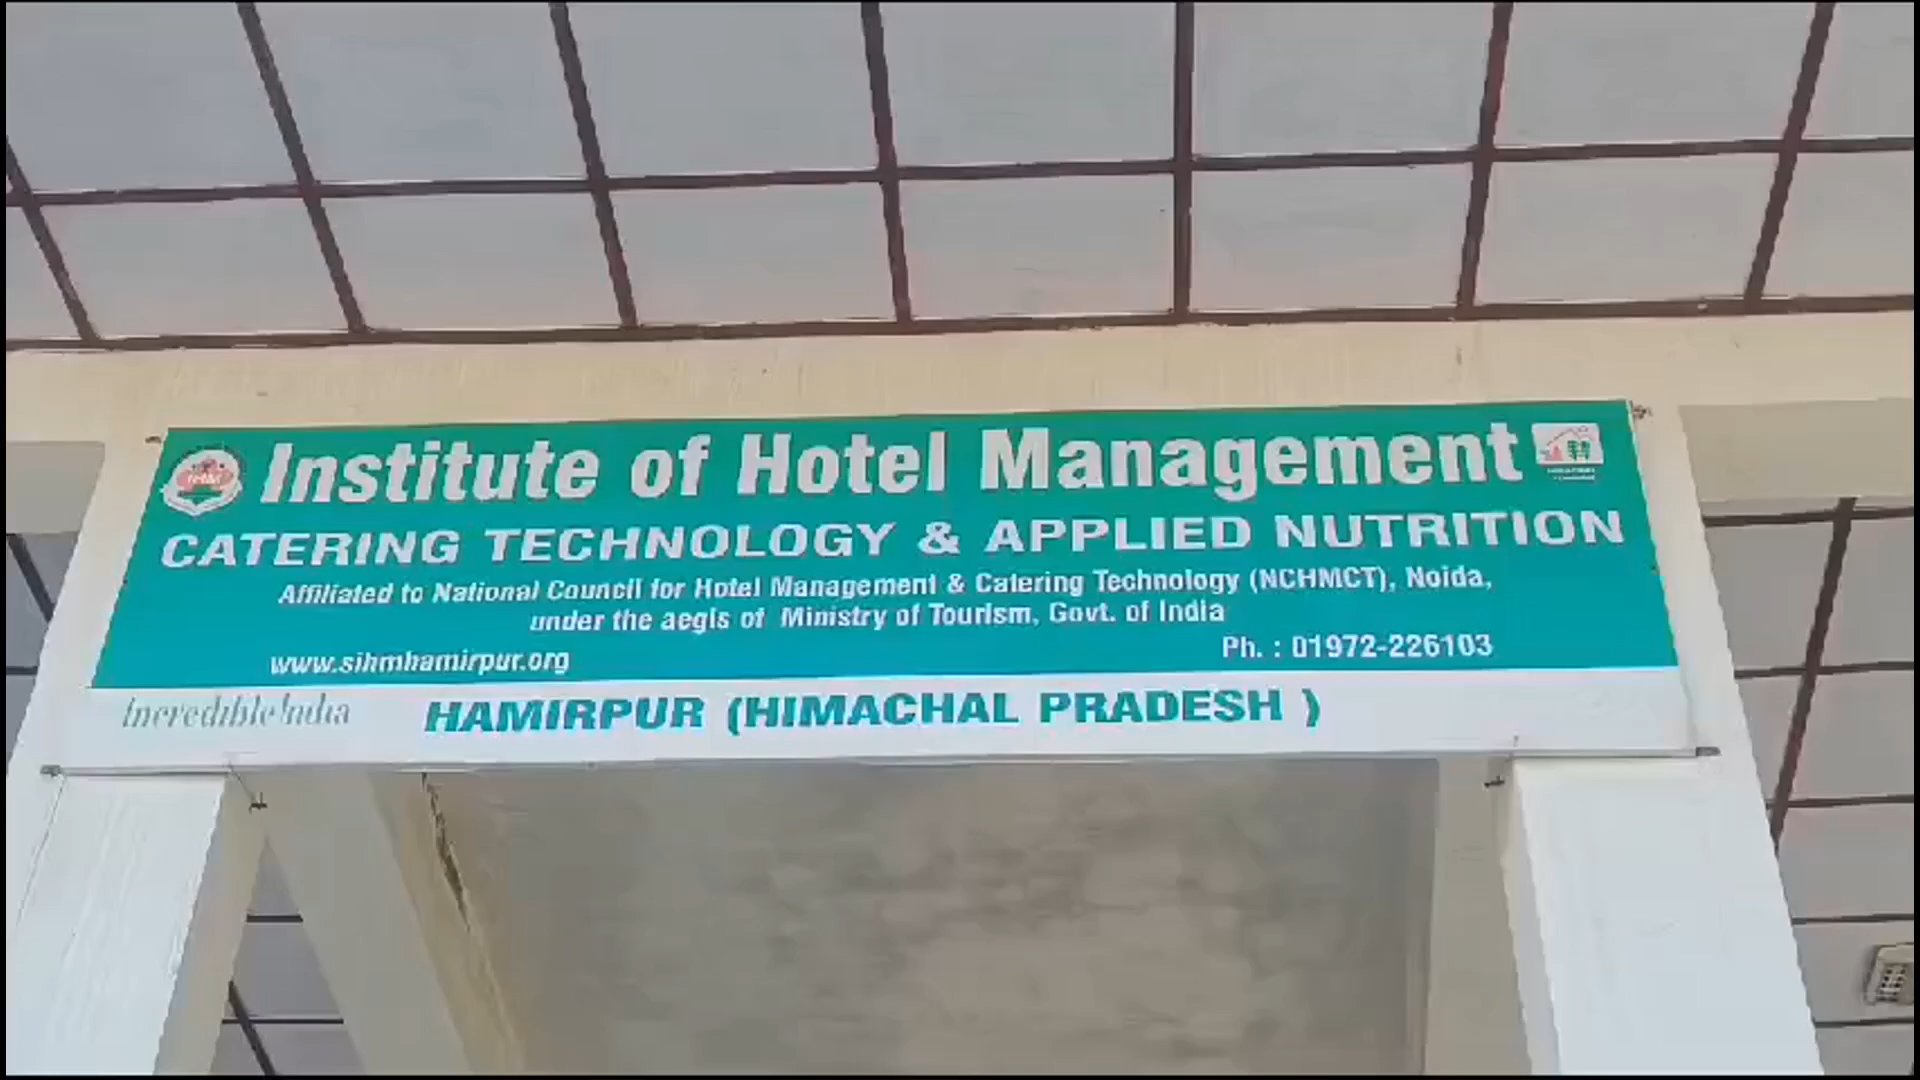 Institute of Hotel Management
CATERING TECHNOLOGY & APPLIED NUTRITION
Affiliated to National Council for Hotel Management & Catering Technology (NCHMCT), Noida,
under the aegis of Ministry of Tourism, Govt. of India
Ph. : 01972-226103
www.sihmhamirpur.org
Incredible !ndia
HAMIRPUR (HIMACHAL PRADESH )